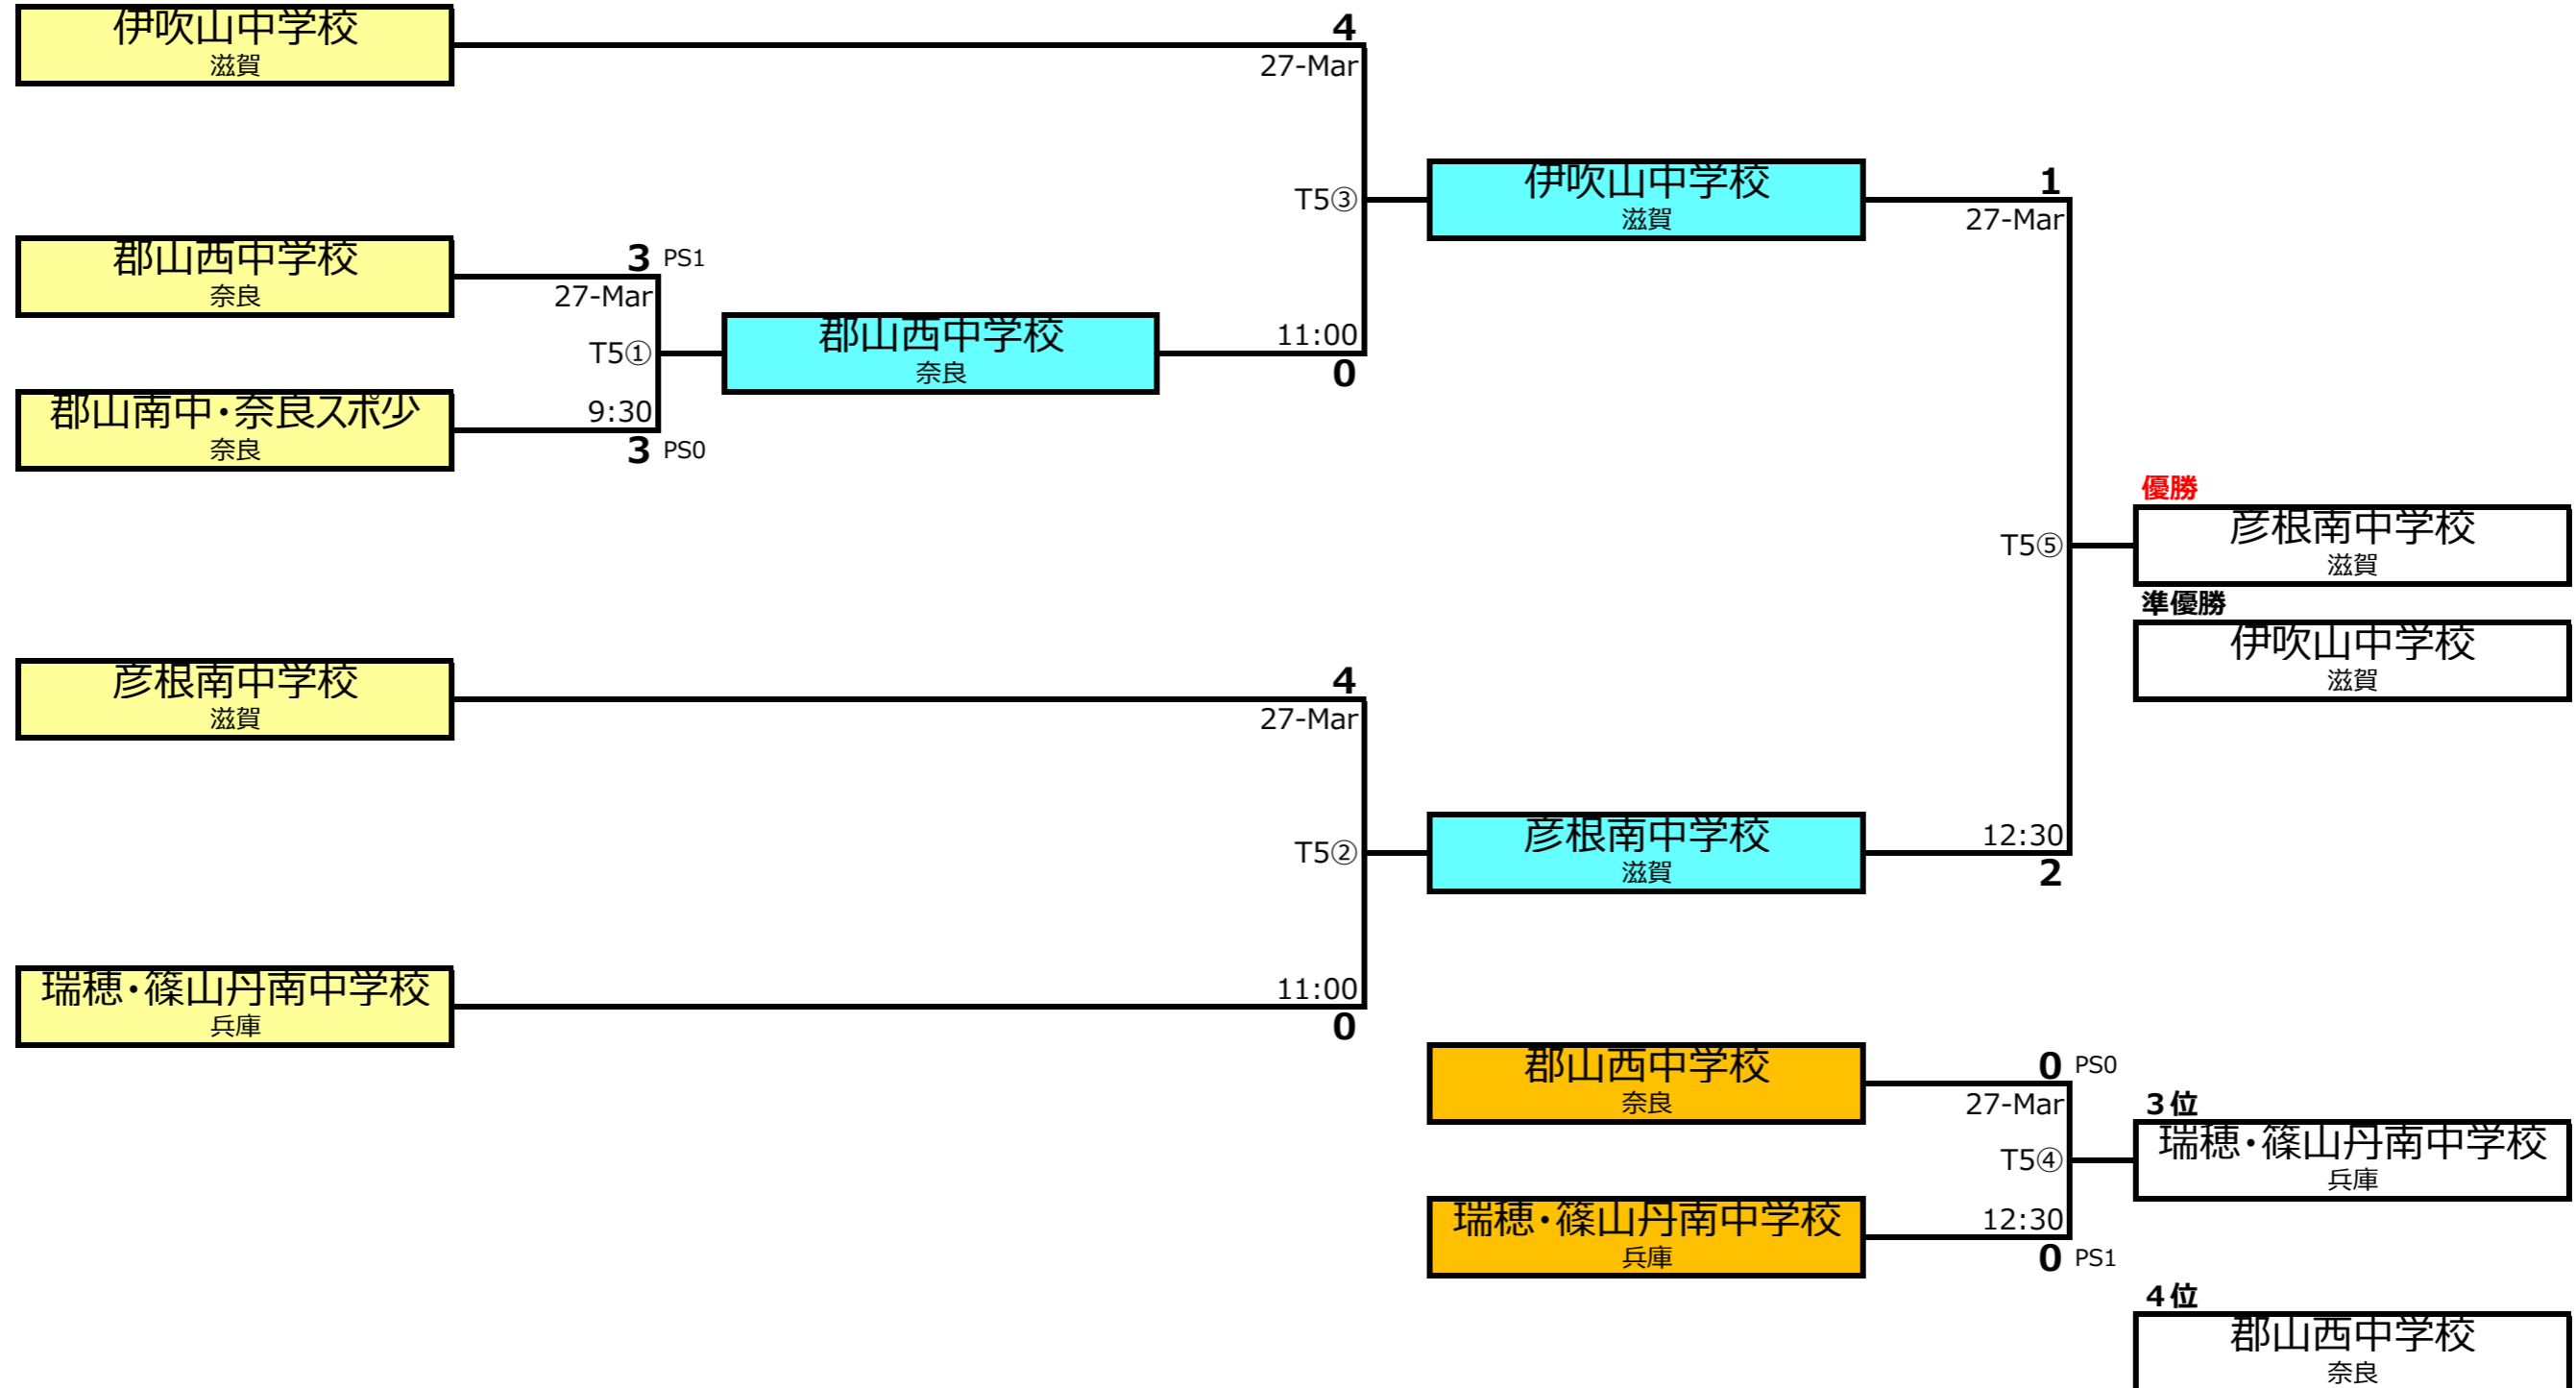 伊吹山中学校
滋賀
4
27-Mar
T5③
11:00
0
郡山西中学校
奈良
3 PS1
27-Mar
T5①
9:30
3 PS0
郡山南中・奈良スポ少
奈良
郡山西中学校
奈良
伊吹山中学校
滋賀
1
27-Mar
T5⑤
12:30
2
優勝
彦根南中学校
滋賀
準優勝
伊吹山中学校
滋賀
彦根南中学校
滋賀
4
27-Mar
T5②
11:00
0
瑞穂・篠山丹南中学校
兵庫
彦根南中学校
滋賀
郡山西中学校
奈良
0 PS0
27-Mar
T5④
12:30
0 PS1
瑞穂・篠山丹南中学校
兵庫
3位
瑞穂・篠山丹南中学校
兵庫
4位
郡山西中学校
奈良